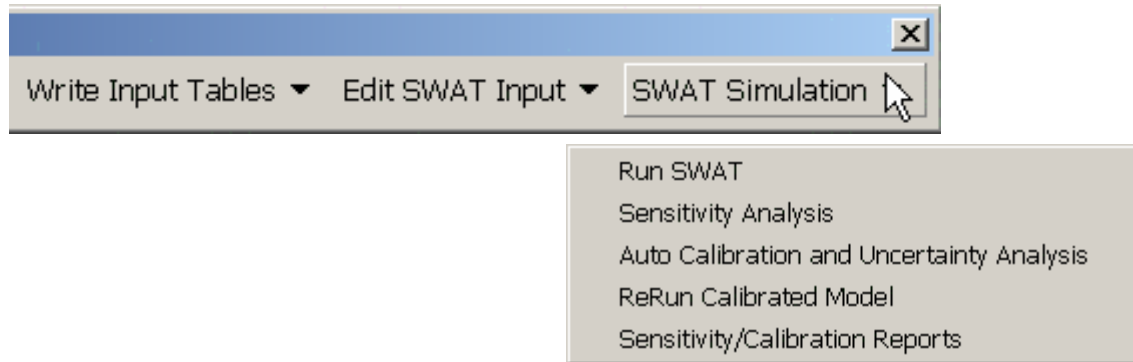 Write Input Tables Edit SWAT Input SWAT Simulation
Run SWAT
Sensitivity Analysis
Auto Calibration and Uncertainty Analysis
ReRun Calibrated Model
Sensitivity/Calibration Reports